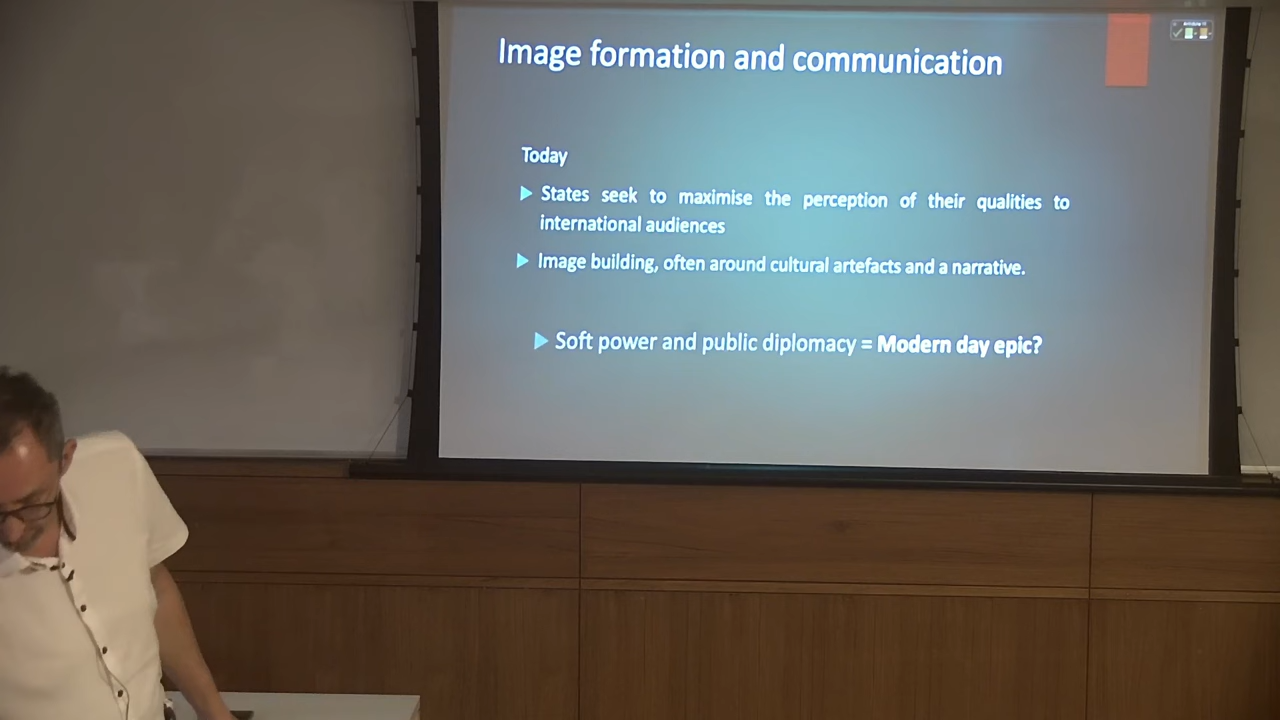 Image formation and communication
Today
States seek to maximise the perception of their qualities to
international audiences
Image building, often around cultural artefacts and a narrative.
Soft power and public diplomacy = Modern day epic?